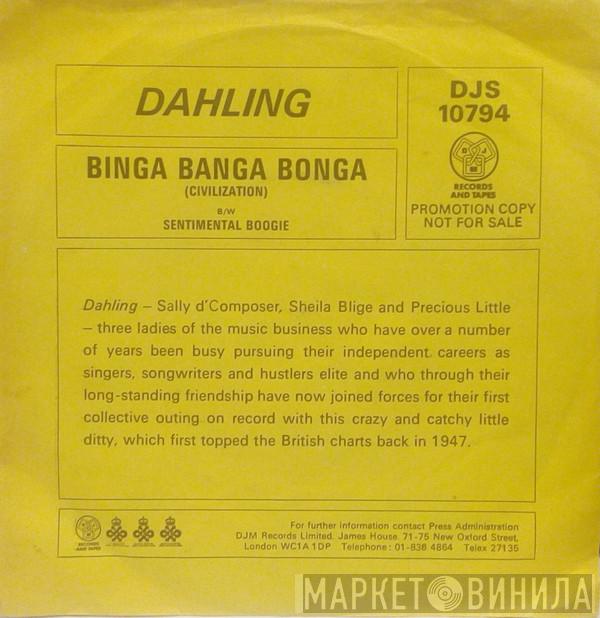 DAHLING
DJS
10794
BINGA BANGA BONGA
(CIVILIZATION)
B/W
SENTIMENTAL BOOGIE
RECORDS
AND TAPES
PROMOTION COPY
NOT FOR SALE
Dahling – Sally d'Composer, Sheila Blige and Precious Little
– three ladies of the music business who have over a number
of years been busy pursuing their independent careers as
singers, songwriters and hustlers elite and who through their
long-standing friendship have now joined forces for their first
collective outing on record with this crazy and catchy little
ditty, which first topped the British charts back in 1947.
RECORDS
AND TAPES
For further information contact Press Administration
DJM Records Limited. James House, 71-75 New Oxford Street,
London WC1A 1DP Telephone: 01-836 4864 Telex 27135
МАРКЕТ ВИНИЛА